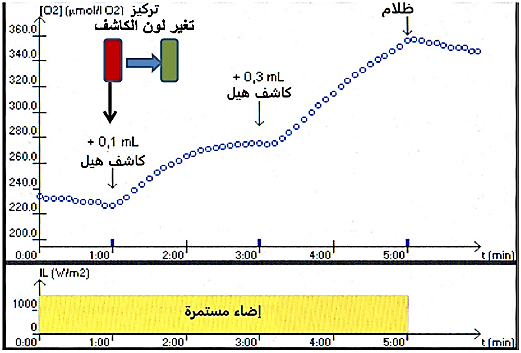 [O2] (µmol/l O2) تركيز
تغير لون الكاشف
ظلام
360.0
340.0
320.0
300.0
280.0
260.0
240.0
220.0
200.0
+ 0,1 mL
كاشف هيل
+ 0,3 mL
كاشف هيل
0:00 1:00 2:00 3:00 4:00 5:00 t (min)
IL (W/m2)
1000
0
إضاء مستمرة
0:00 1:00 2:00 3:00 4:00 5:00 t (min)